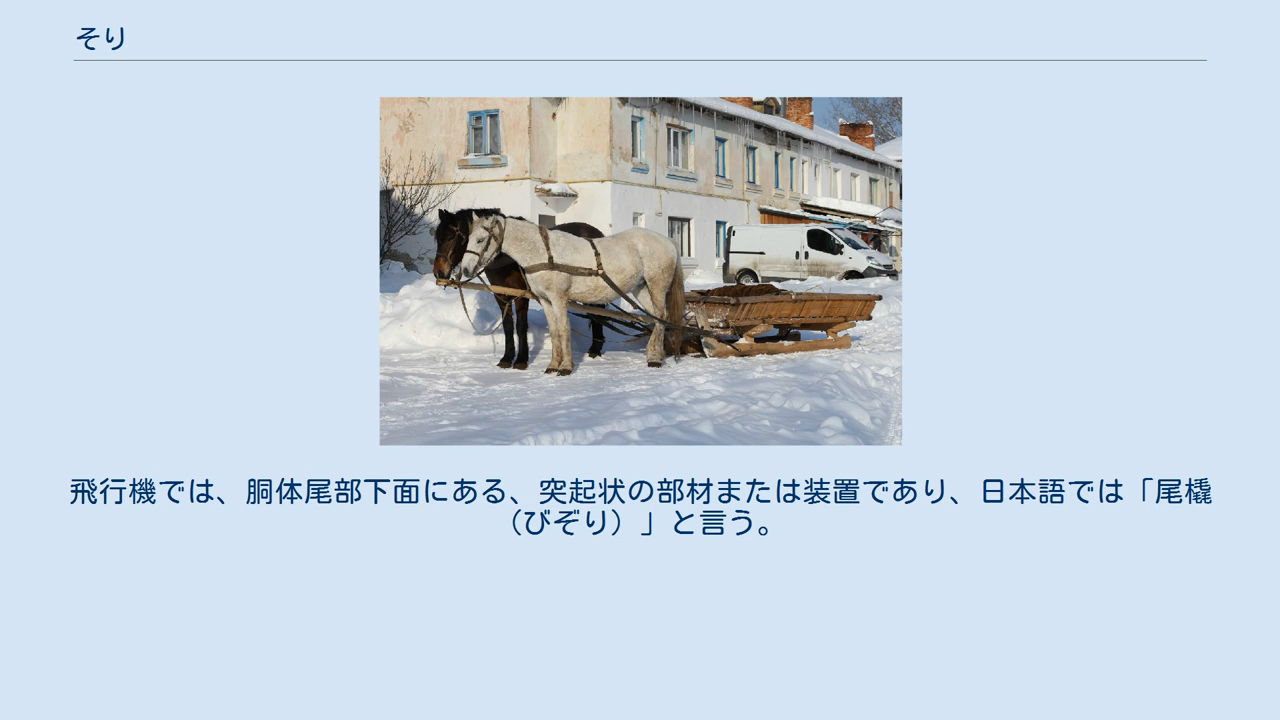 そり
飛行機では、胴体尾部下面にある、突起状の部材または装置であり、日本語では「尾橇
（びぞり）」と言う。